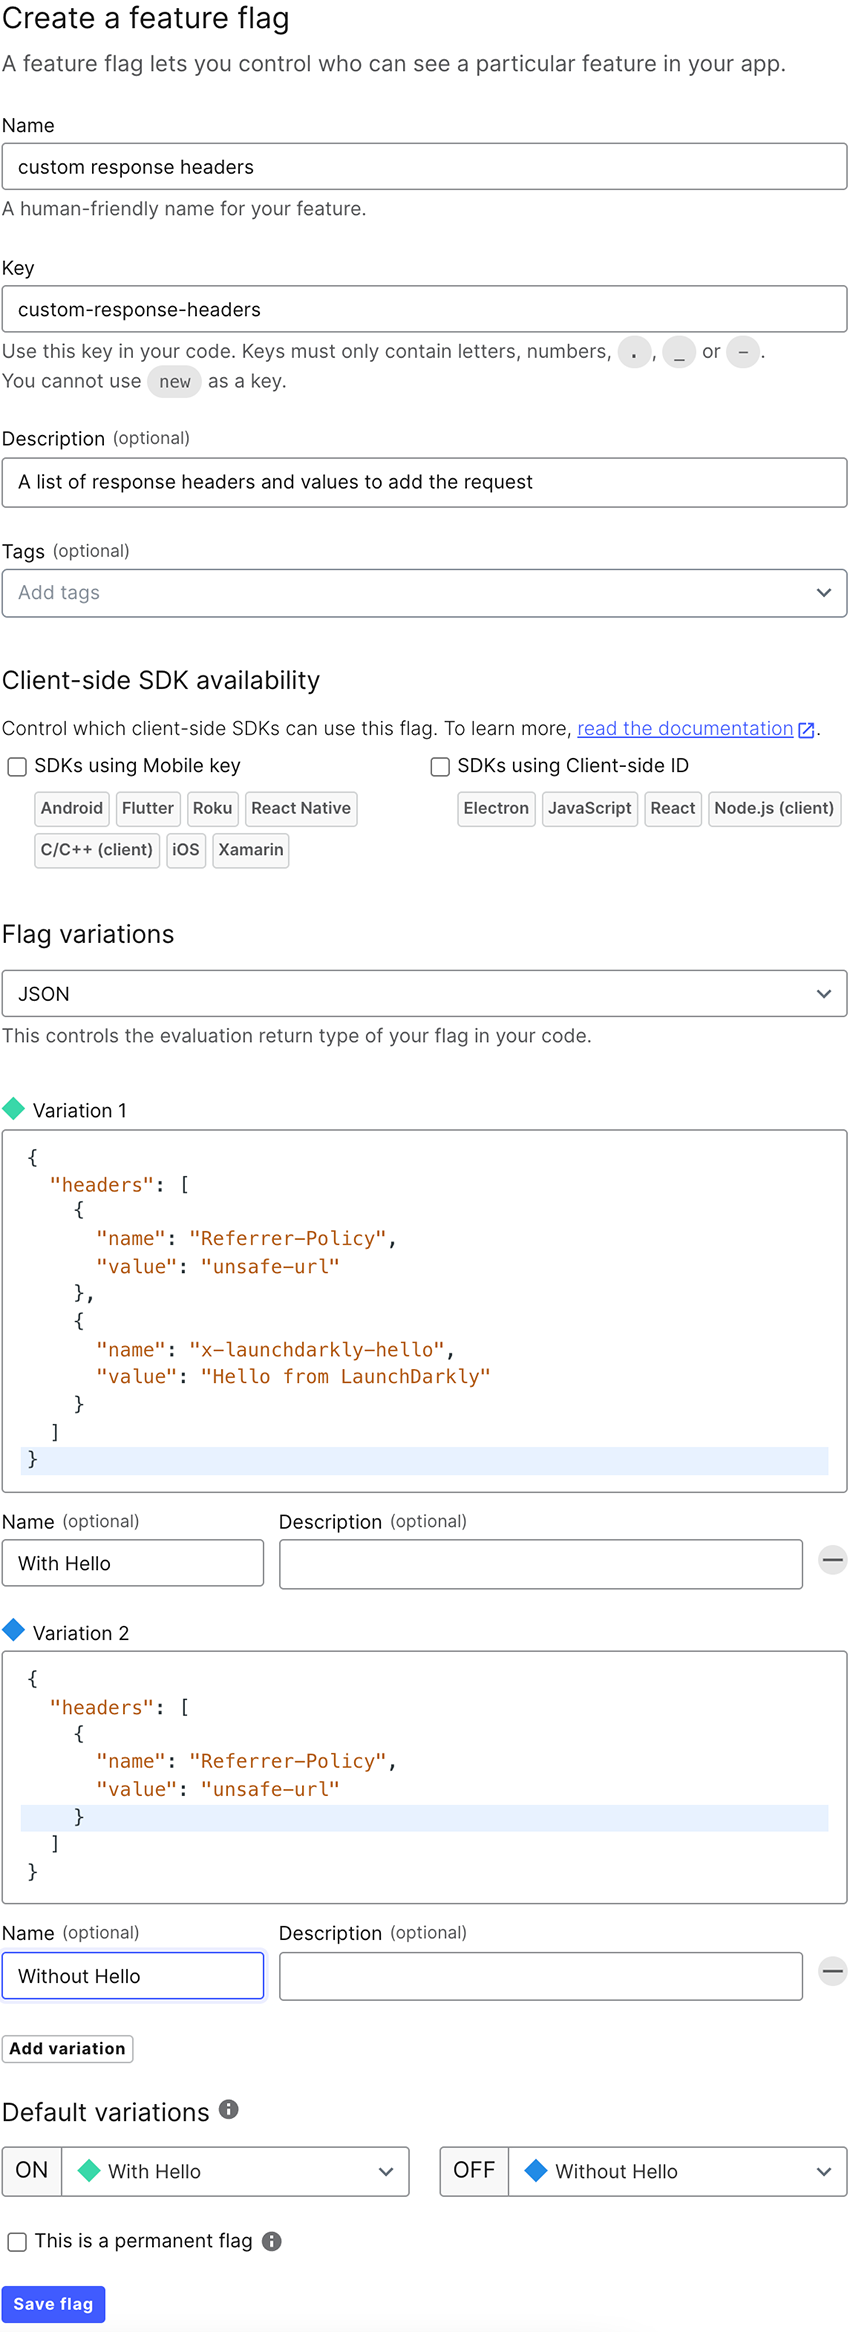 Create a feature flag
A feature flag lets you control who can see a particular feature in your app.
Name
custom response headers
A human-friendly name for your feature.
Key
custom-response-headers
Use this key in your code. Keys must only contain letters, numbers, . , _ or - .
You cannot use new as a key.
Description (optional)
A list of response headers and values to add the request
Tags (optional)
Add tags
Client-side SDK availability
Control which client-side SDKs can use this flag. To learn more, read the documentation.
SDKs using Mobile key
Android Flutter Roku React Native
C/C++ (client) iOS Xamarin
SDKs using Client-side ID
Electron JavaScript React Node.js (client)
Flag variations
JSON
This controls the evaluation return type of your flag in your code.
Variation 1
{
"headers": [
{
"name": "Referrer-Policy",
"value": "unsafe-url"
},
{
"name": "x-launchdarkly-hello",
"value": "Hello from LaunchDarkly"
}
]
}
Name (optional) Description (optional)
With Hello
Variation 2
{
"headers": [
{
"name": "Referrer-Policy",
"value": "unsafe-url"
}
]
}
Name (optional) Description (optional)
Without Hello
Add variation
Default variations
ON With Hello OFF Without Hello
This is a permanent flag
Save flag